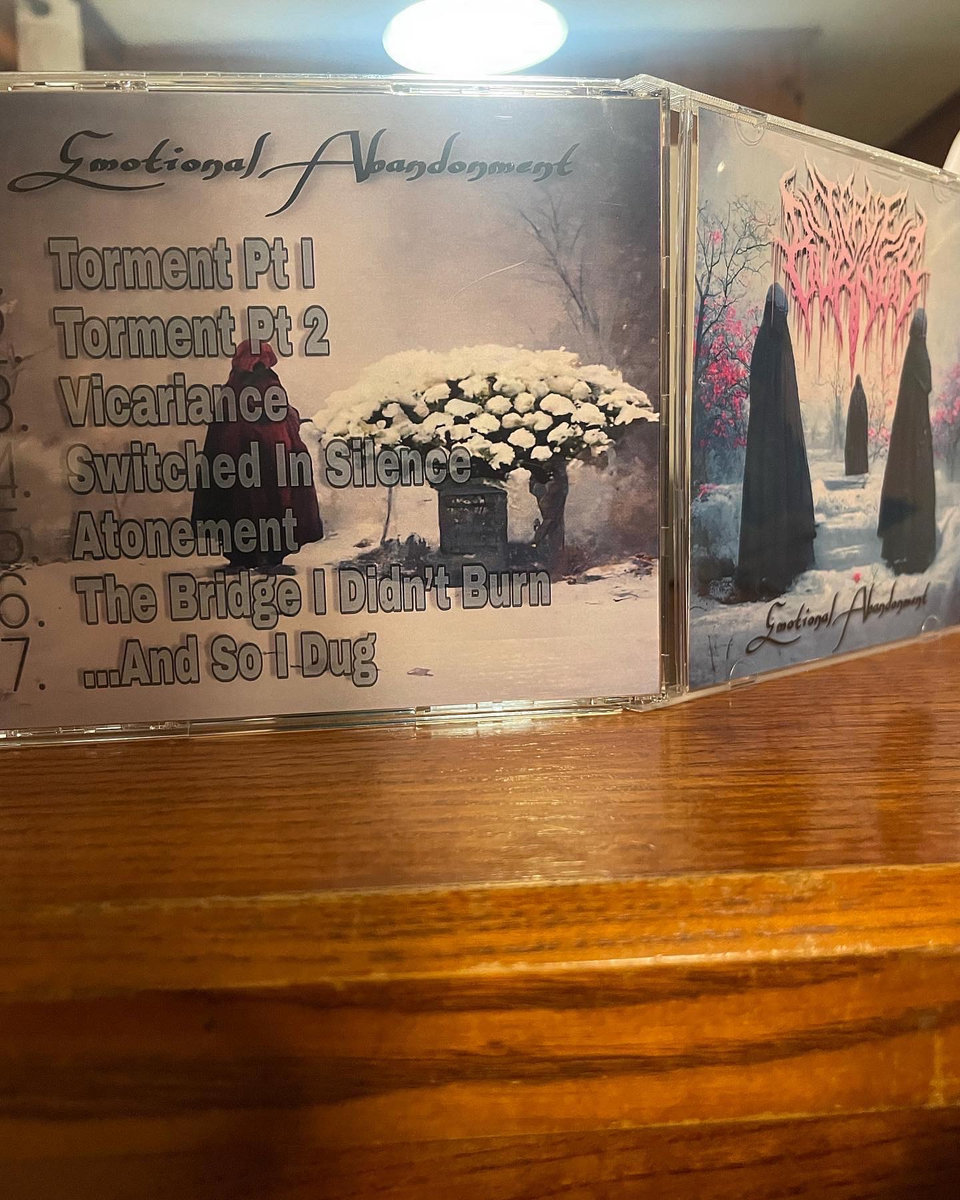 Emotional Abandonment
Torment Pt 1
Torment Pt 2
3. Vicariance
4. Switched In Silence
5. Atonement
6. The Bridge I Didn't Burn
7. ...And So I Dug
Emotional Abandonment